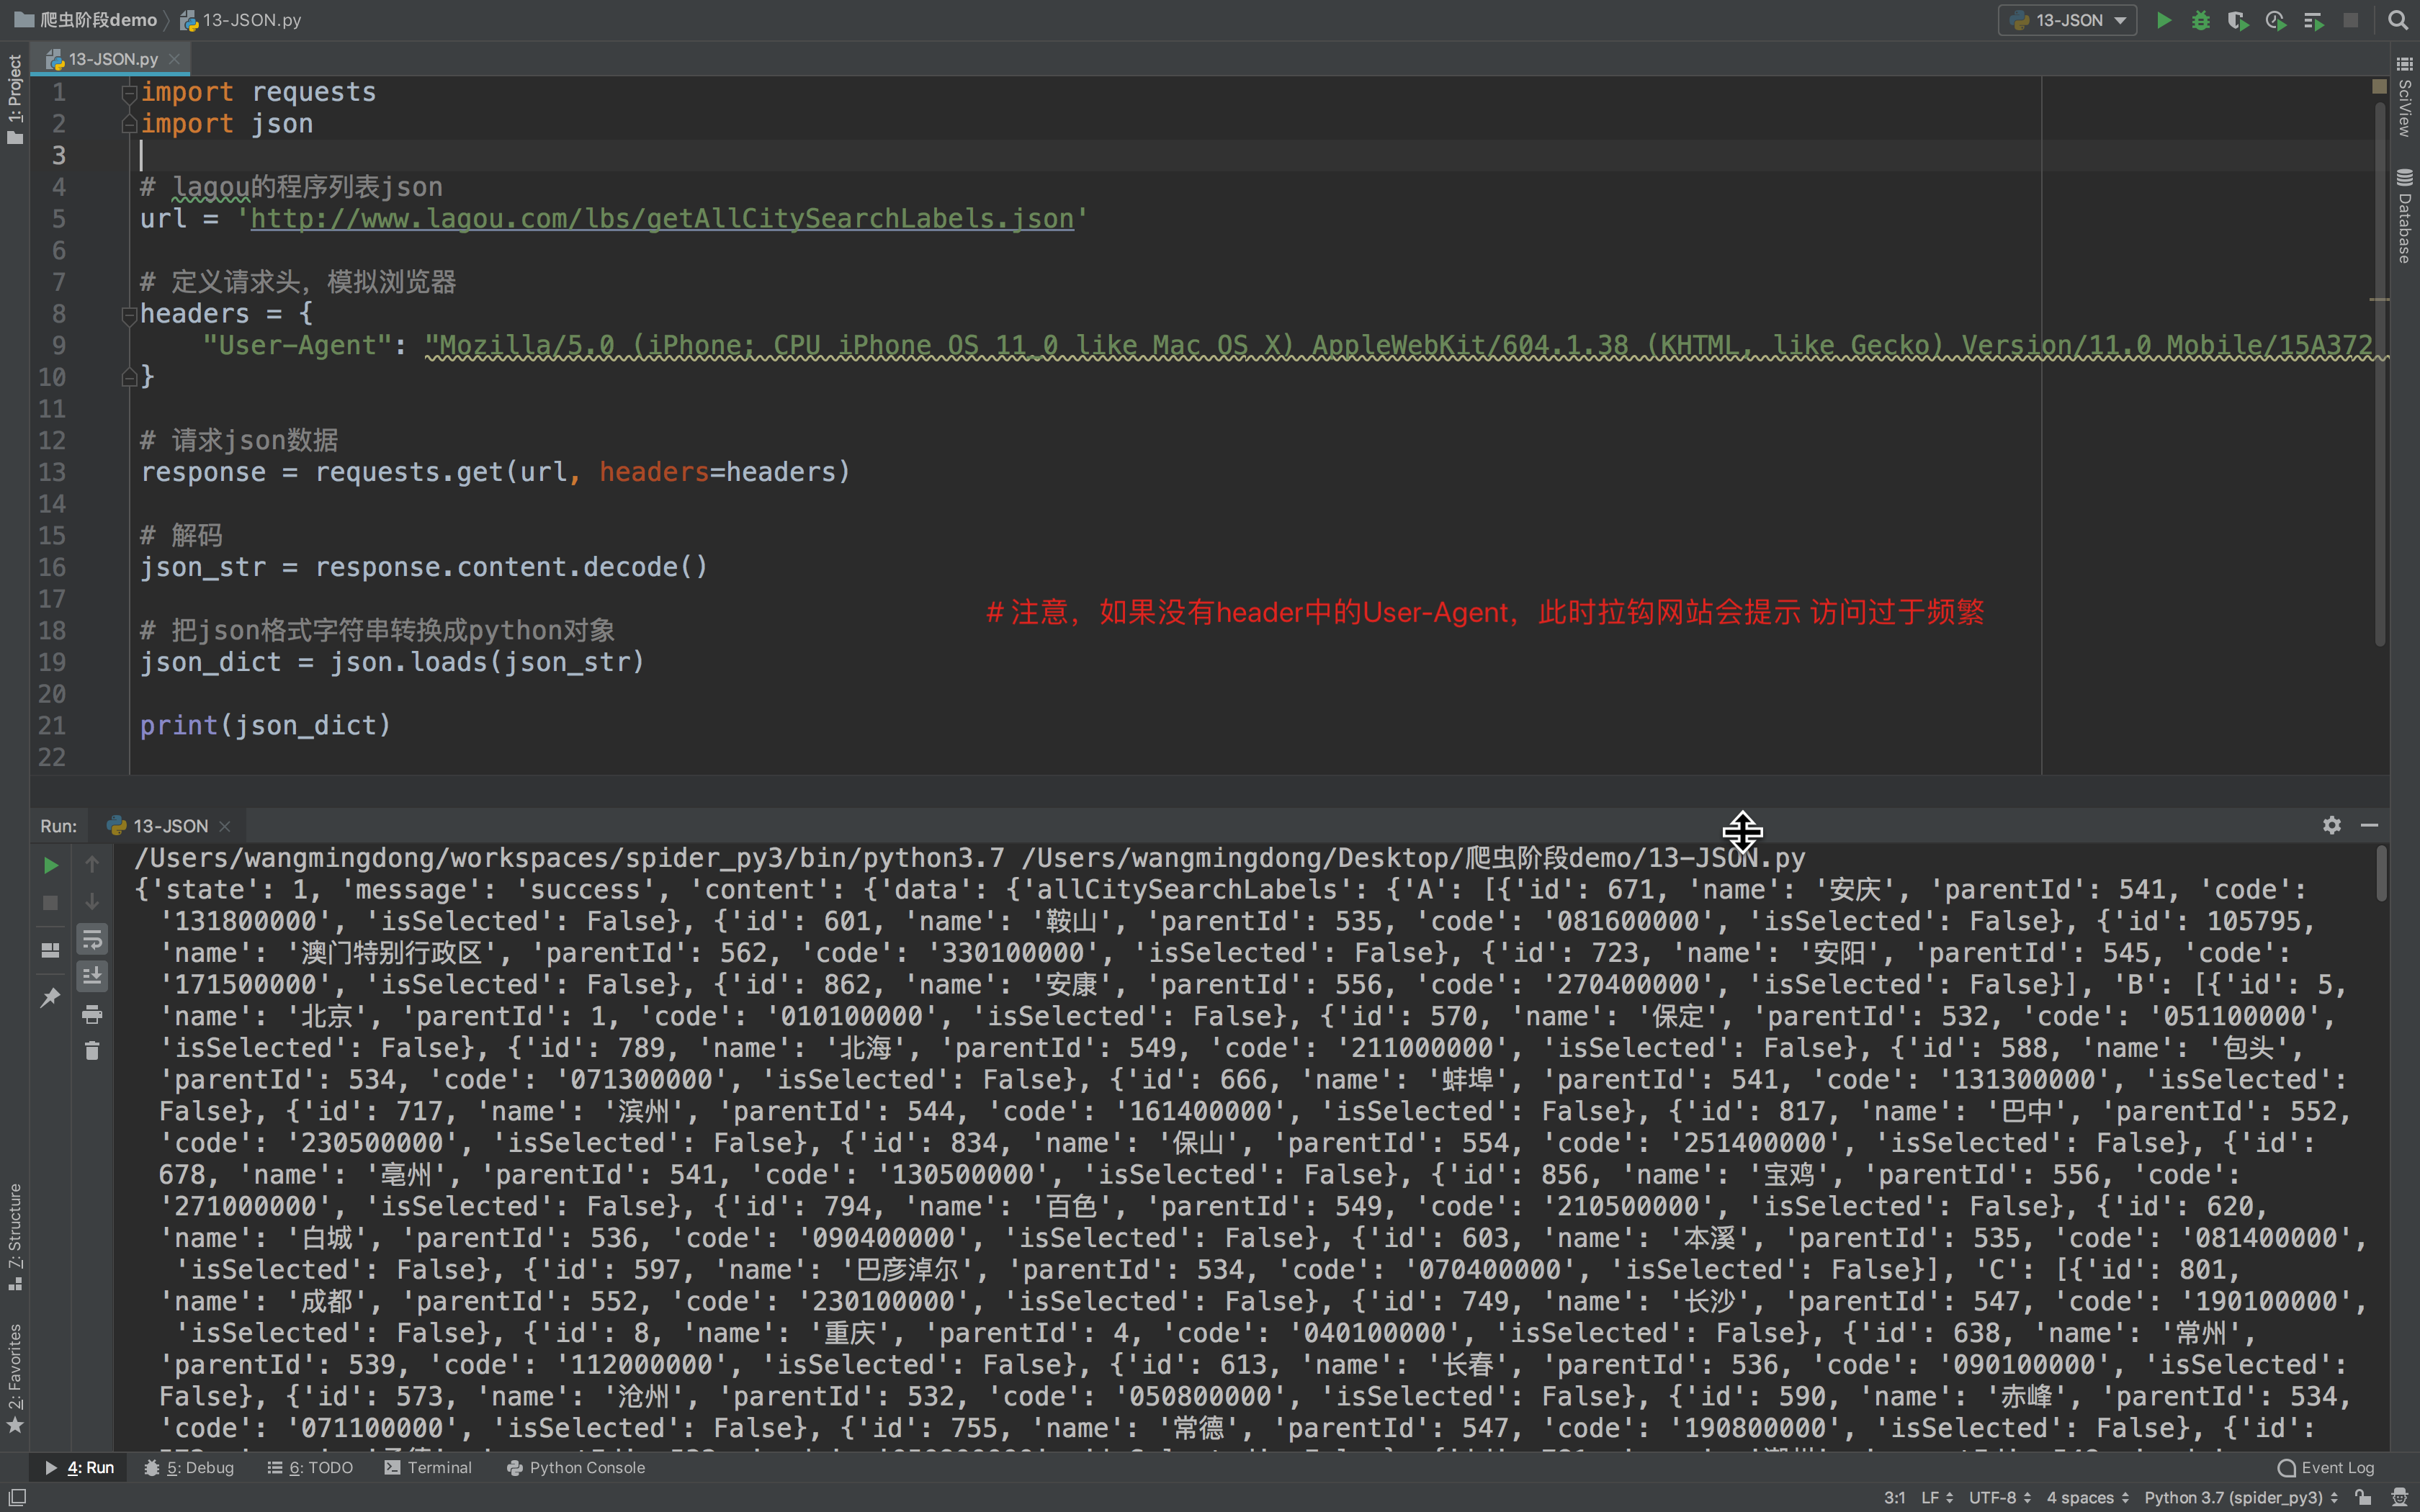 爬虫阶段demo 13-JSON.py
13-JSON
13-JSON.py
1: Project
SciView
Database
1 import requests
2 import json
3
4 # lagou的程序列表json
5 url = 'http://www.lagou.com/lbs/getAllCitySearchLabels.json'
6
7 # 定义请求头，模拟浏览器
8 headers = {
9 "User-Agent": "Mozilla/5.0 (iPhone; CPU iPhone OS 11_0 like Mac OS X) AppleWebKit/604.1.38 (KHTML, like Gecko) Version/11.0 Mobile/15A372
10 }
11
12 # 请求json数据
13 response = requests.get(url, headers=headers)
14
15 # 解码
16 json_str = response.content.decode()
17
# 注意，如果没有header中的User-Agent，此时拉钩网站会提示 访问过于频繁
18 # 把json格式字符串转换成python对象
19 json_dict = json.loads(json_str)
20
21 print(json_dict)
22
Run: 13-JSON
/Users/wangmingdong/workspaces/spider_py3/bin/python3.7 /Users/wangmingdong/Desktop/爬虫阶段demo/13-JSON.py
{'state': 1, 'message': 'success', 'content': {'data': {'allCitySearchLabels': {'A': [{'id': 671, 'name': '安庆', 'parentId': 541, 'code':
'131800000', 'isSelected': False}, {'id': 601, 'name': '鞍山', 'parentId': 535, 'code': '081600000', 'isSelected': False}, {'id': 105795,
'name': '澳门特别行政区', 'parentId': 562, 'code': '330100000', 'isSelected': False}, {'id': 723, 'name': '安阳', 'parentId': 545, 'code':
'171500000', 'isSelected': False}, {'id': 862, 'name': '安康', 'parentId': 556, 'code': '270400000', 'isSelected': False}], 'B': [{'id': 5,
'name': '北京', 'parentId': 1, 'code': '010100000', 'isSelected': False}, {'id': 570, 'name': '保定', 'parentId': 532, 'code': '051100000',
'isSelected': False}, {'id': 789, 'name': '北海', 'parentId': 549, 'code': '211000000', 'isSelected': False}, {'id': 588, 'name': '包头',
'parentId': 534, 'code': '071300000', 'isSelected': False}, {'id': 666, 'name': '蚌埠', 'parentId': 541, 'code': '131300000', 'isSelected':
False}, {'id': 717, 'name': '滨州', 'parentId': 544, 'code': '161400000', 'isSelected': False}, {'id': 817, 'name': '巴中', 'parentId': 552,
'code': '230500000', 'isSelected': False}, {'id': 834, 'name': '保山', 'parentId': 554, 'code': '251400000', 'isSelected': False}, {'id':
678, 'name': '亳州', 'parentId': 541, 'code': '130500000', 'isSelected': False}, {'id': 856, 'name': '宝鸡', 'parentId': 556, 'code':
'271000000', 'isSelected': False}, {'id': 794, 'name': '百色', 'parentId': 549, 'code': '210500000', 'isSelected': False}, {'id': 620,
'name': '白城', 'parentId': 536, 'code': '090400000', 'isSelected': False}, {'id': 603, 'name': '本溪', 'parentId': 535, 'code': '081400000',
'isSelected': False}, {'id': 597, 'name': '巴彦淖尔', 'parentId': 534, 'code': '070400000', 'isSelected': False}], 'C': [{'id': 801,
'name': '成都', 'parentId': 552, 'code': '230100000', 'isSelected': False}, {'id': 749, 'name': '长沙', 'parentId': 547, 'code': '190100000',
'isSelected': False}, {'id': 8, 'name': '重庆', 'parentId': 4, 'code': '040100000', 'isSelected': False}, {'id': 638, 'name': '常州',
'parentId': 539, 'code': '112000000', 'isSelected': False}, {'id': 613, 'name': '长春', 'parentId': 536, 'code': '090100000', 'isSelected':
False}, {'id': 573, 'name': '沧州', 'parentId': 532, 'code': '050800000', 'isSelected': False}, {'id': 590, 'name': '赤峰', 'parentId': 534,
'code': '071100000', 'isSelected': False}, {'id': 755, 'name': '常德', 'parentId': 547, 'code': '190800000', 'isSelected': False}, {'id':
7: Structure
2: Favorites
4: Run 5: Debug 6: TODO Terminal Python Console Event Log
3:1 LF UTF-8 4 spaces Python 3.7 (spider_py3)